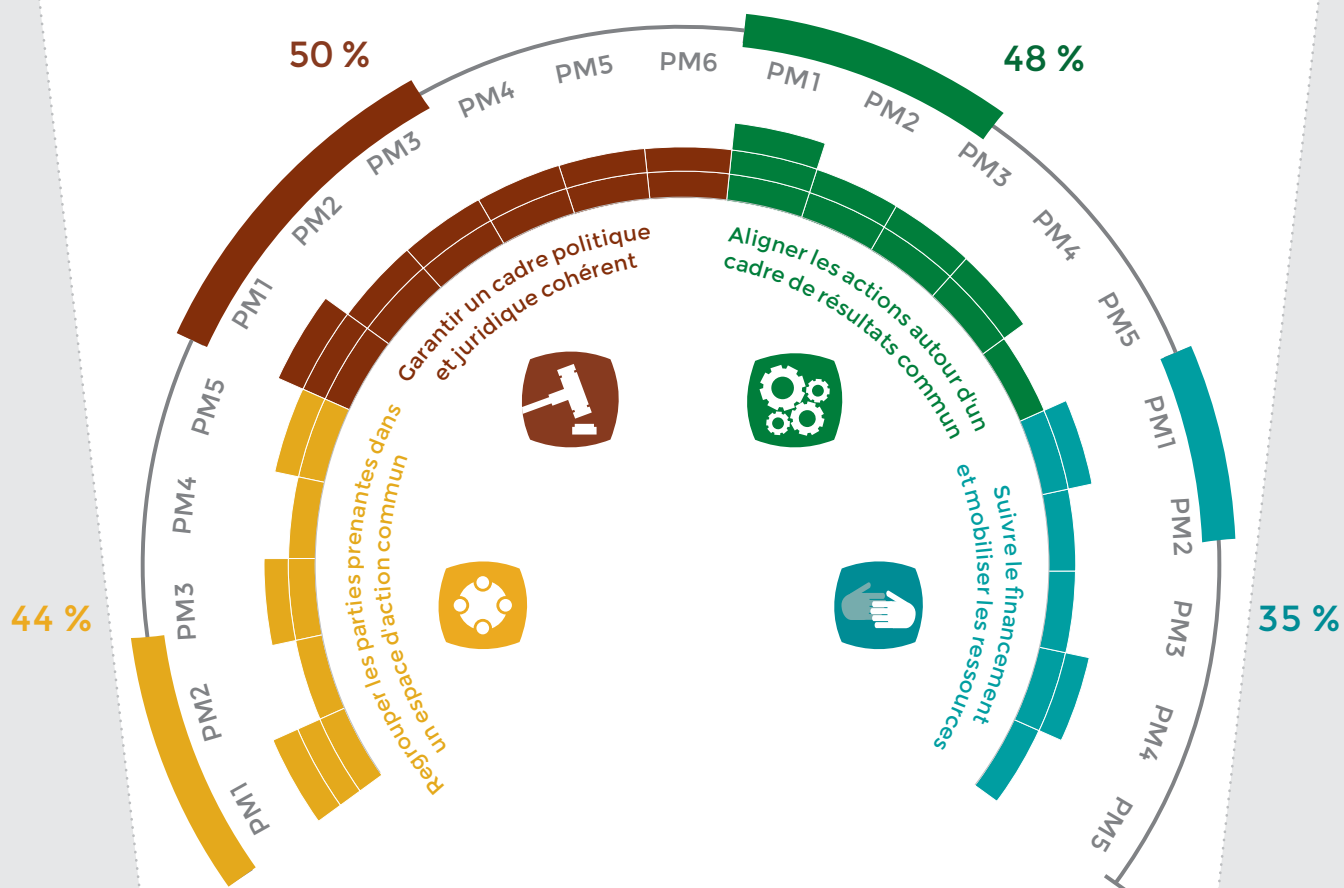 50 %
48 %
44 %
35 %
PM1
PM2
PM3
PM4
PM5
PM1
PM2
PM3
PM4
PM5
PM6
PM1
PM2
PM3
PM4
PM5
PM1
PM2
PM3
PM4
PM5
Regrouper les parties prenantes dans
un espace d'action commun
Garantir un cadre politique
et juridique cohérent
Aligner les actions autour d'un
cadre de résultats commun
Suivre le financement
et mobiliser les ressources